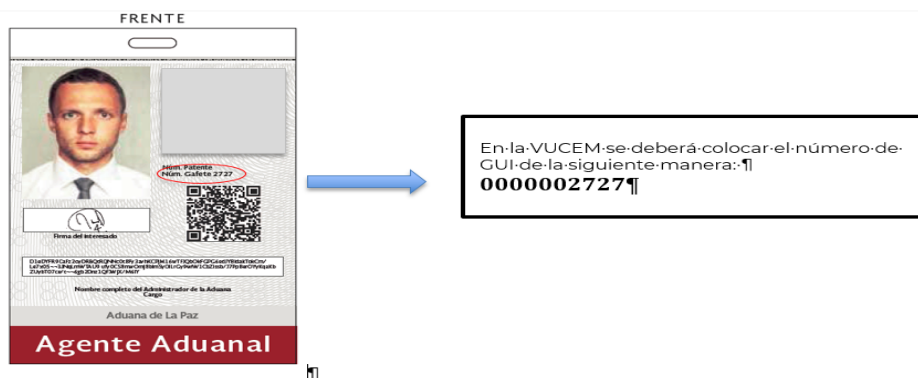 FRENTE
Núm. Patente
Núm. Gafete 2727
Firma del Interesado
Nombre completo del Administrador de la Aduana
Cargo
Aduana de La Paz
Agente Aduanal
En·la·VUCEM·se·deberá·colocar·el·número·de·
GUI·de·la·siguiente·manera:·¶
0000002727¶
¶